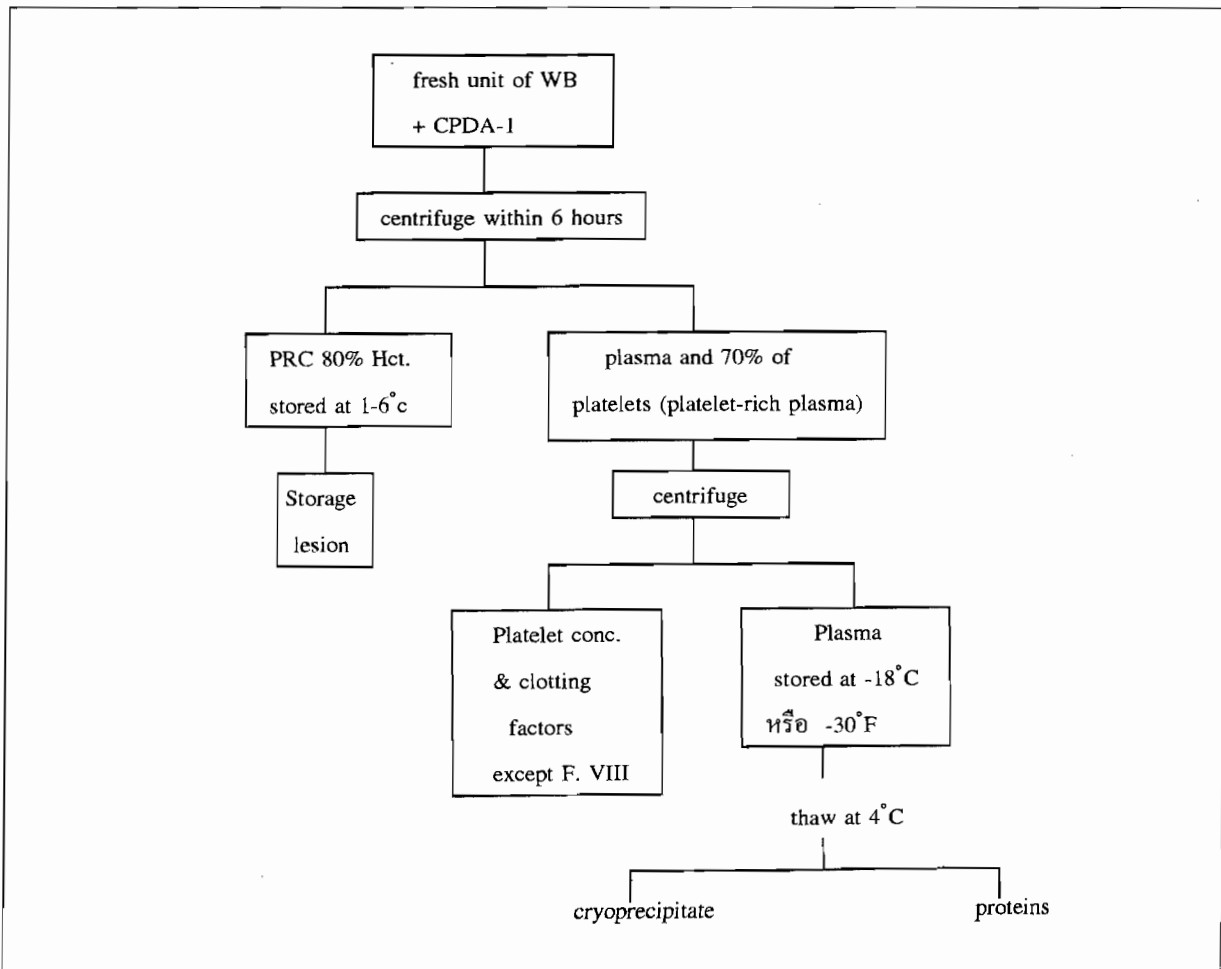 fresh unit of WB
+ CPDA-1
centrifuge within 6 hours
PRC 80% Hct.
stored at 1-6°c
plasma and 70% of
platelets (platelet-rich plasma)
Storage
lesion
centrifuge
Platelet conc.
& clotting
factors
except F. VIII
Plasma
stored at -18°C
หรือ -30°F
thaw at 4°C
cryoprecipitate
proteins